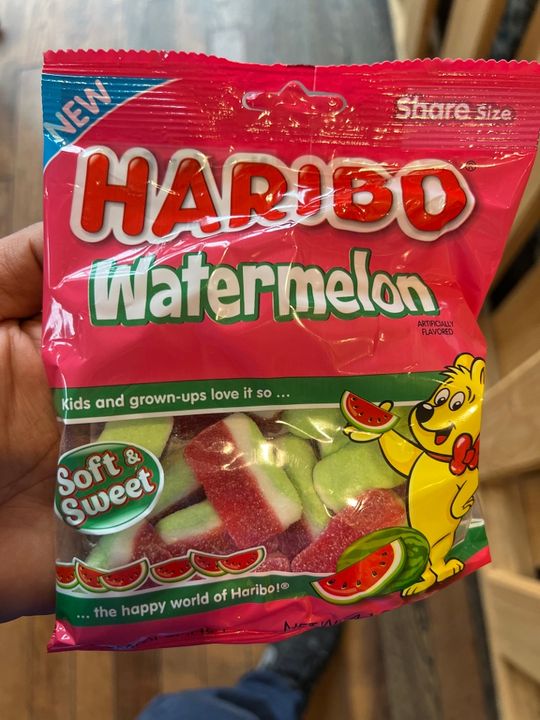 NEW
Share Size
HARIBO®
Watermelon
ARTIFICIALLY
FLAVORED
Kids and grown-ups love it so ...
Soft &
Sweet
... the happy world of Haribo!®